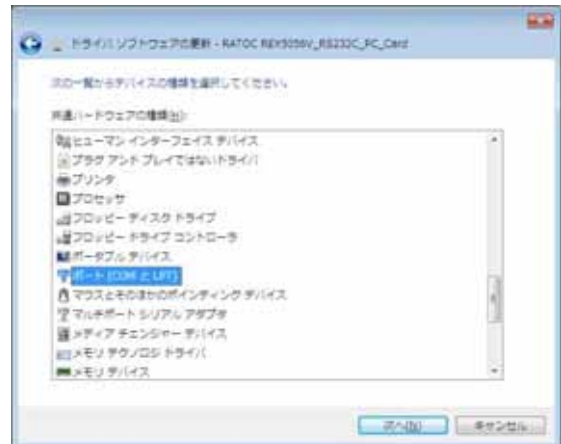 ドライバ ソフトウェアの更新 - RATOC REX5056V_RS232C_PC_Card
次の一覧からデバイスの種類を選択してください。
共通ハードウェアの種類(H):
ヒューマン インターフェイス デバイス
プラグ アンド プレイではないドライバ
プリンタ
プロセッサ
フロッピー ディスク ドライブ
フロッピー ドライブ コントローラ
ポータブル デバイス
ポート (COM と LPT)
マウスとそのほかのポインティング デバイス
マルチポート シリアル アダプタ
メディア チェンジャー デバイス
メモリ テクノロジ ドライバ
メモリ デバイス
次へ(N)
キャンセル